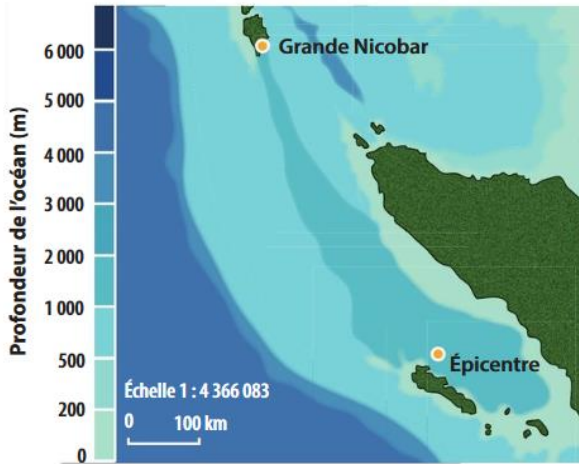 Profondeur de l'océan (m)
6 000
5 000
4 000
3 000
2 000
1 000
500
200
0
Grande Nicobar
Épicentre
Échelle 1 : 4 366 083
0 100 km